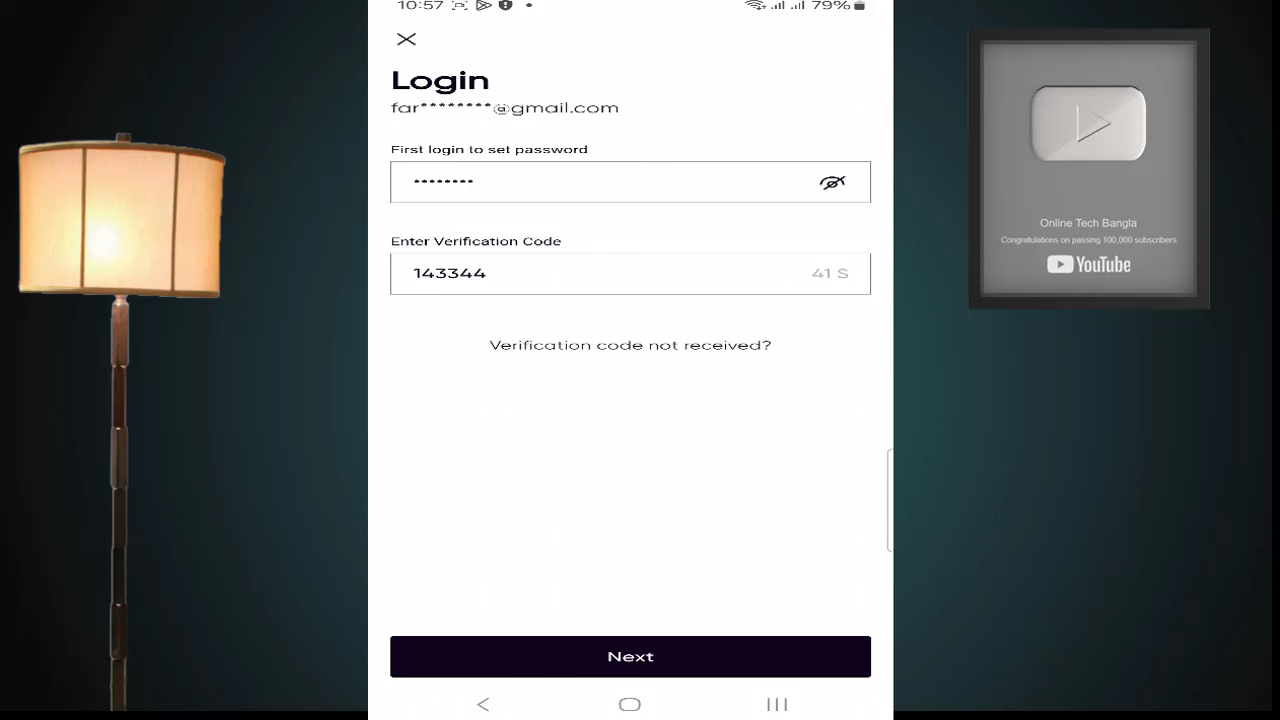 10:57
79%
Login
far********@gmail.com
First login to set password
••••••••
Enter Verification Code
143344
41 S
Verification code not received?
Next
Online Tech Bangla
Congratulations on passing 100,000 subscribers
YouTube